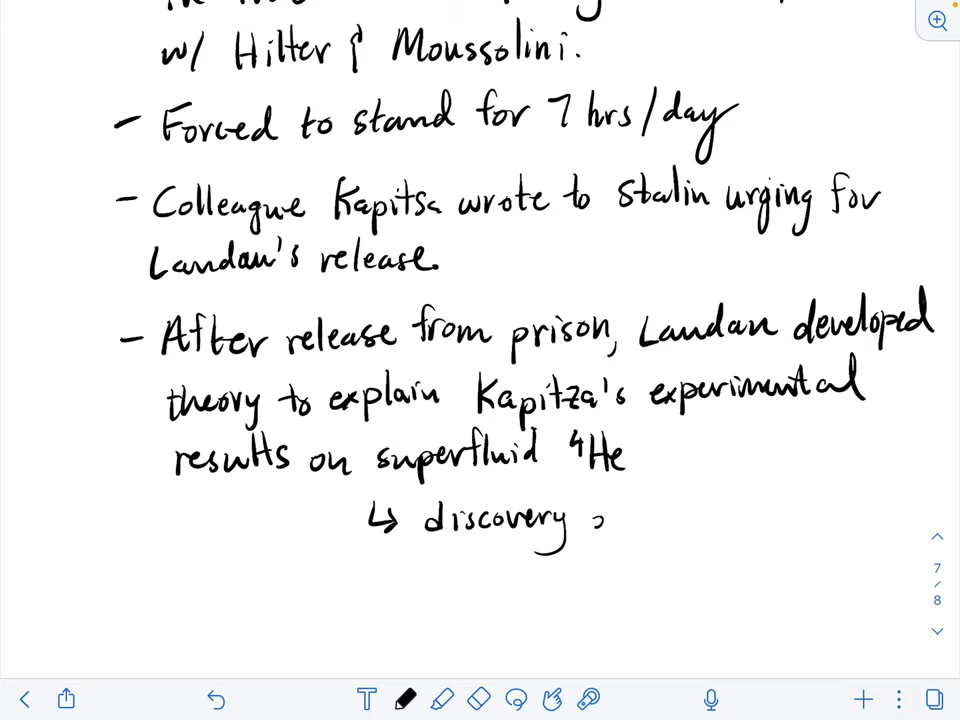 w/ Hilter & Moussolini.
- Forced to stand for 7 hrs/day
- Colleague Kapitsa wrote to Stalin urging for
Landau's release.
- After release from prison, Landau developed
theory to explain Kapitza's experimental
results on superfluid ⁴He
↳ discovery
7
/
8
T